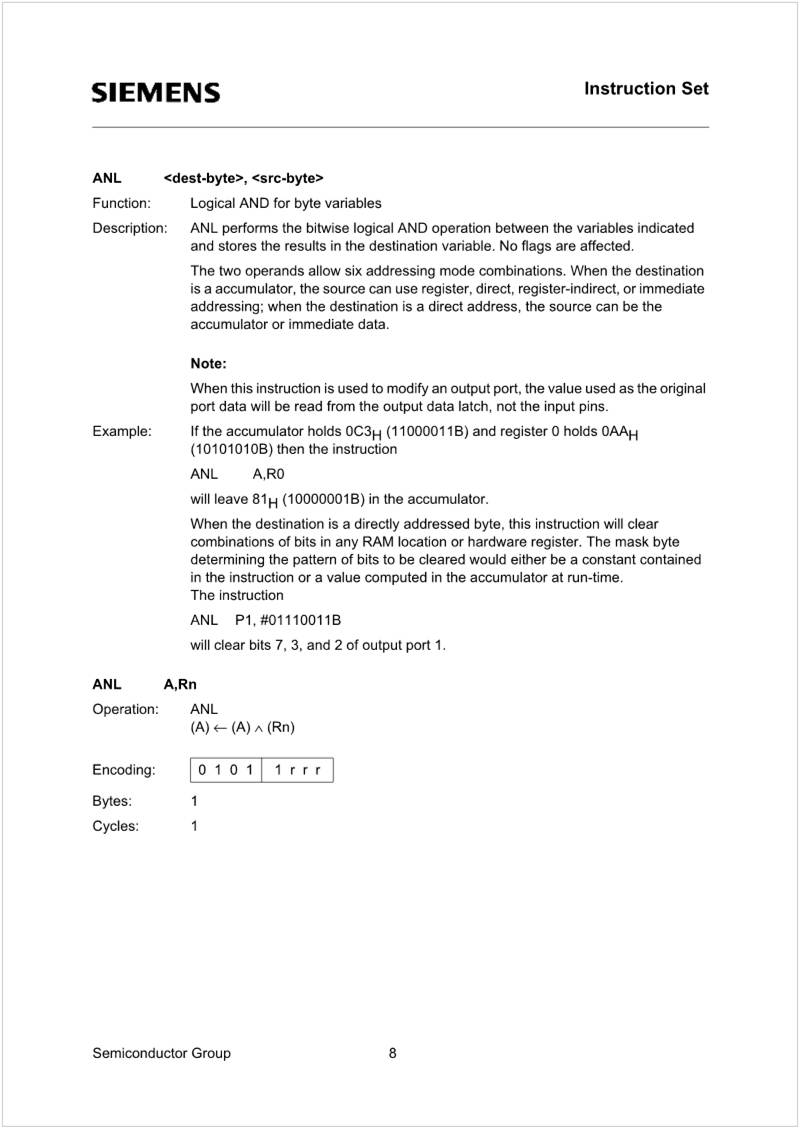 SIEMENS
Instruction Set
ANL <dest-byte>, <src-byte>
Function: Logical AND for byte variables
Description: ANL performs the bitwise logical AND operation between the variables indicated
and stores the results in the destination variable. No flags are affected.
The two operands allow six addressing mode combinations. When the destination
is a accumulator, the source can use register, direct, register-indirect, or immediate
addressing; when the destination is a direct address, the source can be the
accumulator or immediate data.
Note:
When this instruction is used to modify an output port, the value used as the original
port data will be read from the output data latch, not the input pins.
Example: If the accumulator holds 0C3H (11000011B) and register 0 holds 0AAH
(10101010B) then the instruction
ANL A,R0
will leave 81H (10000001B) in the accumulator.
When the destination is a directly addressed byte, this instruction will clear
combinations of bits in any RAM location or hardware register. The mask byte
determining the pattern of bits to be cleared would either be a constant contained
in the instruction or a value computed in the accumulator at run-time.
The instruction
ANL P1, #01110011B
will clear bits 7, 3, and 2 of output port 1.
ANL A,Rn
Operation: ANL
(A) ← (A) ∧ (Rn)
Encoding: 0 1 0 1 1 r r r
Bytes: 1
Cycles: 1
Semiconductor Group 8